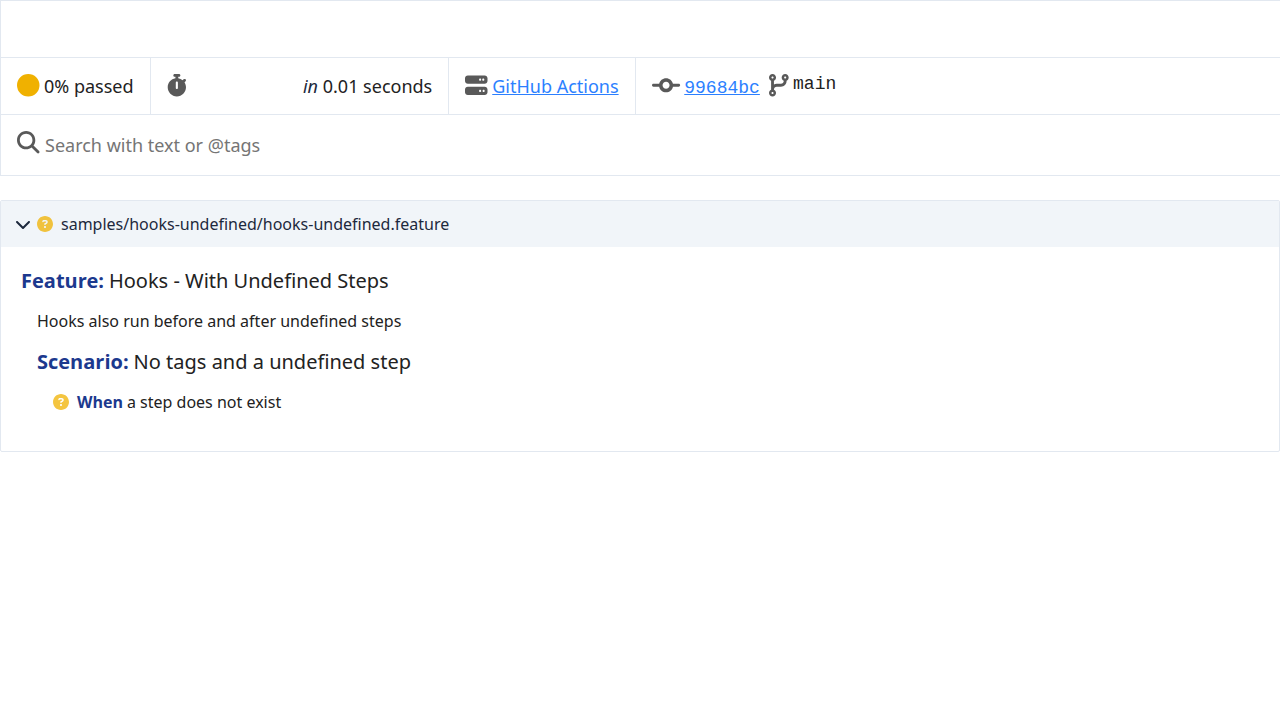 0% passed in 0.01 seconds GitHub Actions 99684bc main
Search with text or @tags
samples/hooks-undefined/hooks-undefined.feature
Feature: Hooks - With Undefined Steps
Hooks also run before and after undefined steps
Scenario: No tags and a undefined step
? When a step does not exist